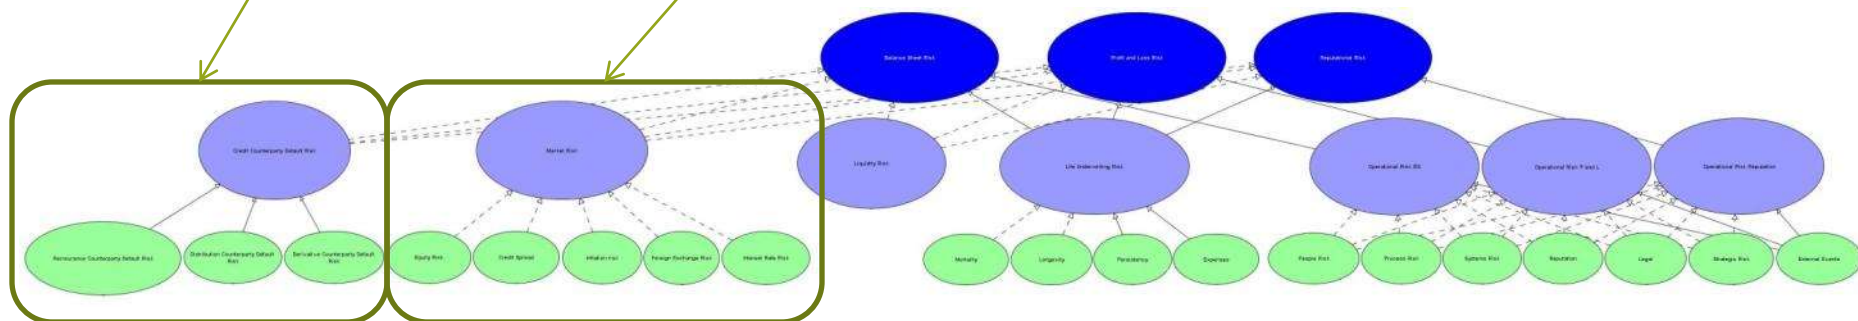 Balance Sheet Risk
Profit and Loss Risk
Reputational Risk
Credit Counterparty Default Risk
Market Risk
Liquidity Risk
Life Underwriting Risk
Operational Risk BS
Operational Risk P and L
Operational Risk Reputation
Reinsurance Counterparty Default Risk
Distribution Counterparty Default
Risk
Derivative Counterparty Default
Risk
Equity Risk
Credit Spread
Inflation risk
Foreign Exchange Risk
Interest Rate Risk
Mortality
Longevity
Persistency
Expenses
People Risk
Process Risk
Systems Risk
Reputation
Legal
Strategic Risk
External Events